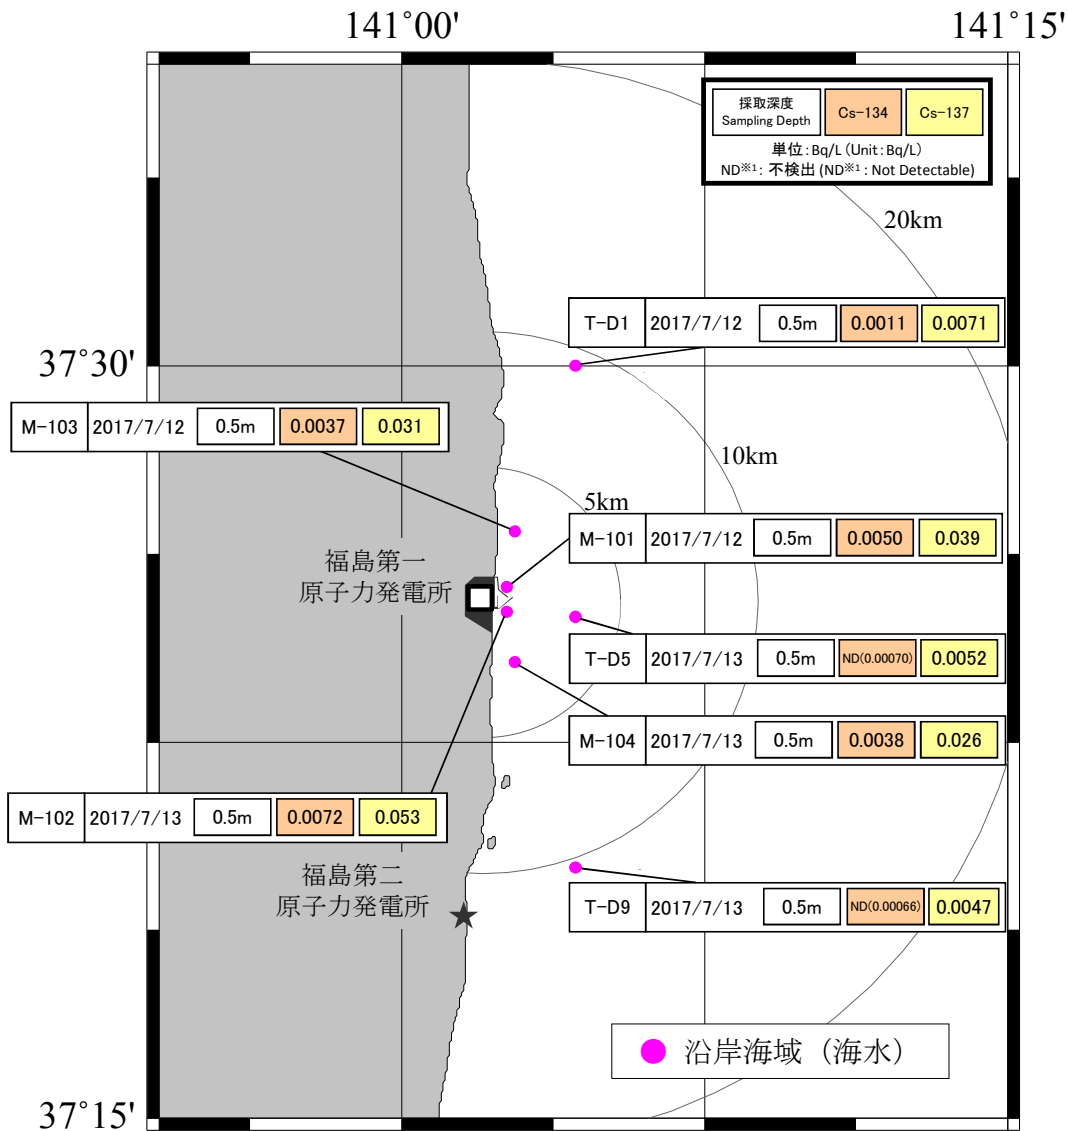 141°00'
141°15'
採取深度
Sampling Depth
Cs-134
Cs-137
単位：Bq/L (Unit：Bq/L)
ND※1：不検出 (ND※1：Not Detectable)
20km
T-D1 2017/7/12 0.5m 0.0011 0.0071
37°30'
M-103 2017/7/12 0.5m 0.0037 0.031
10km
5km
M-101 2017/7/12 0.5m 0.0050 0.039
福島第一
原子力発電所
T-D5 2017/7/13 0.5m ND(0.00070) 0.0052
M-104 2017/7/13 0.5m 0.0038 0.026
M-102 2017/7/13 0.5m 0.0072 0.053
福島第二
原子力発電所
T-D9 2017/7/13 0.5m ND(0.00066) 0.0047
沿岸海域（海水）
37°15'